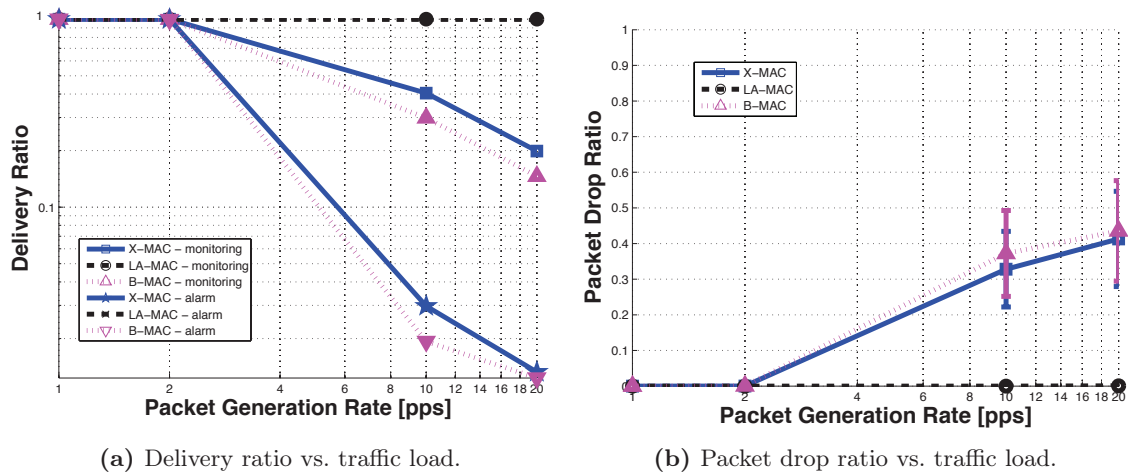 1
0.1
Delivery Ratio
X-MAC – monitoring
LA-MAC – monitoring
B-MAC – monitoring
X-MAC – alarm
LA-MAC – alarm
B-MAC – alarm
1 2 4 6 8 10 12 14 16 18 20
Packet Generation Rate [pps]
(a) Delivery ratio vs. traffic load.
1
0.9
0.8
0.7
0.6
0.5
0.4
0.3
0.2
0.1
0
Packet Drop Ratio
X-MAC
LA-MAC
B-MAC
1 2 4 6 8 10 12 14 16 18 20
Packet Generation Rate [pps]
(b) Packet drop ratio vs. traffic load.